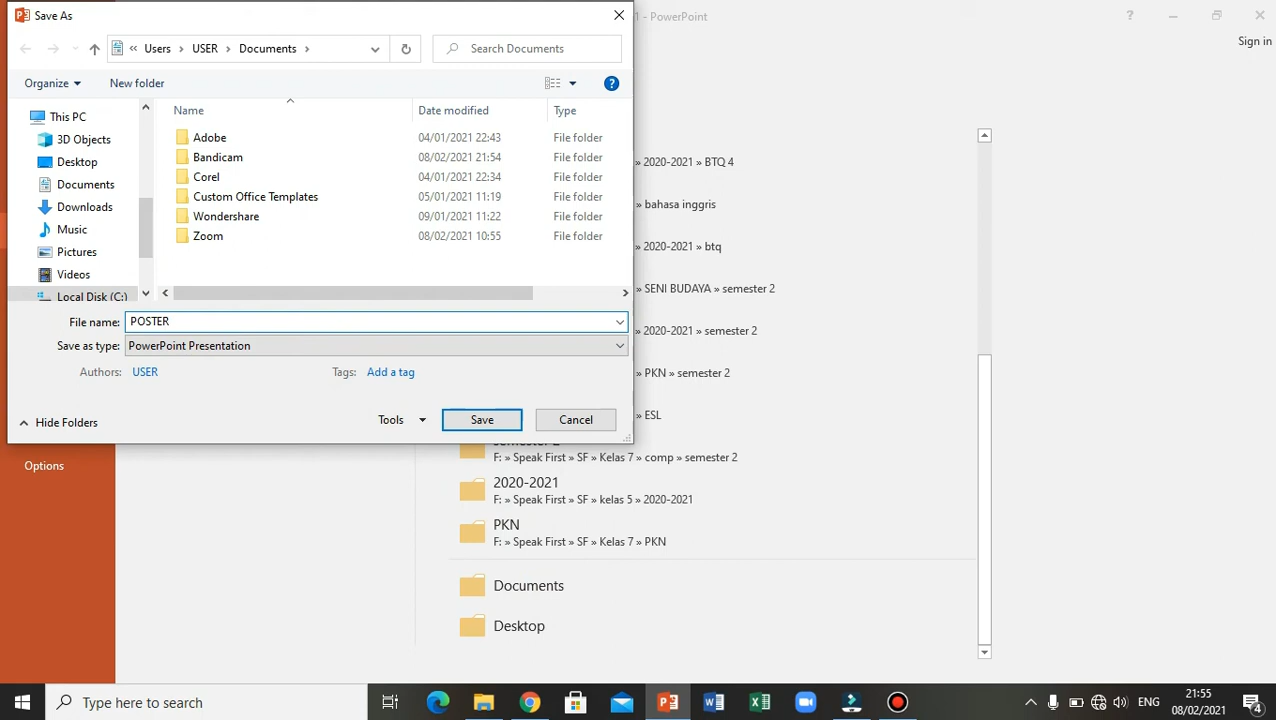 Save As
1 - PowerPoint
Sign in
Users > USER > Documents >
Search Documents
Organize
New folder
Name
Date modified
Type
This PC
3D Objects
Desktop
Documents
Downloads
Music
Pictures
Videos
Local Disk (C:)
Adobe 04/01/2021 22:43 File folder
Bandicam 08/02/2021 21:54 File folder
Corel 04/01/2021 22:34 File folder
Custom Office Templates 05/01/2021 11:19 File folder
Wondershare 09/01/2021 11:22 File folder
Zoom 08/02/2021 10:55 File folder
File name: POSTER
Save as type: PowerPoint Presentation
Authors: USER
Tags: Add a tag
Hide Folders
Tools
Save
Cancel
» 2020-2021 » BTQ 4
» bahasa inggris
» 2020-2021 » btq
» SENI BUDAYA » semester 2
» 2020-2021 » semester 2
» PKN » semester 2
» ESL
semester 2
F: » Speak First » SF » Kelas 7 » comp » semester 2
2020-2021
F: » Speak First » SF » kelas 5 » 2020-2021
PKN
F: » Speak First » SF » Kelas 7 » PKN
Documents
Desktop
Options
Type here to search
ENG
21:55
08/02/2021
4